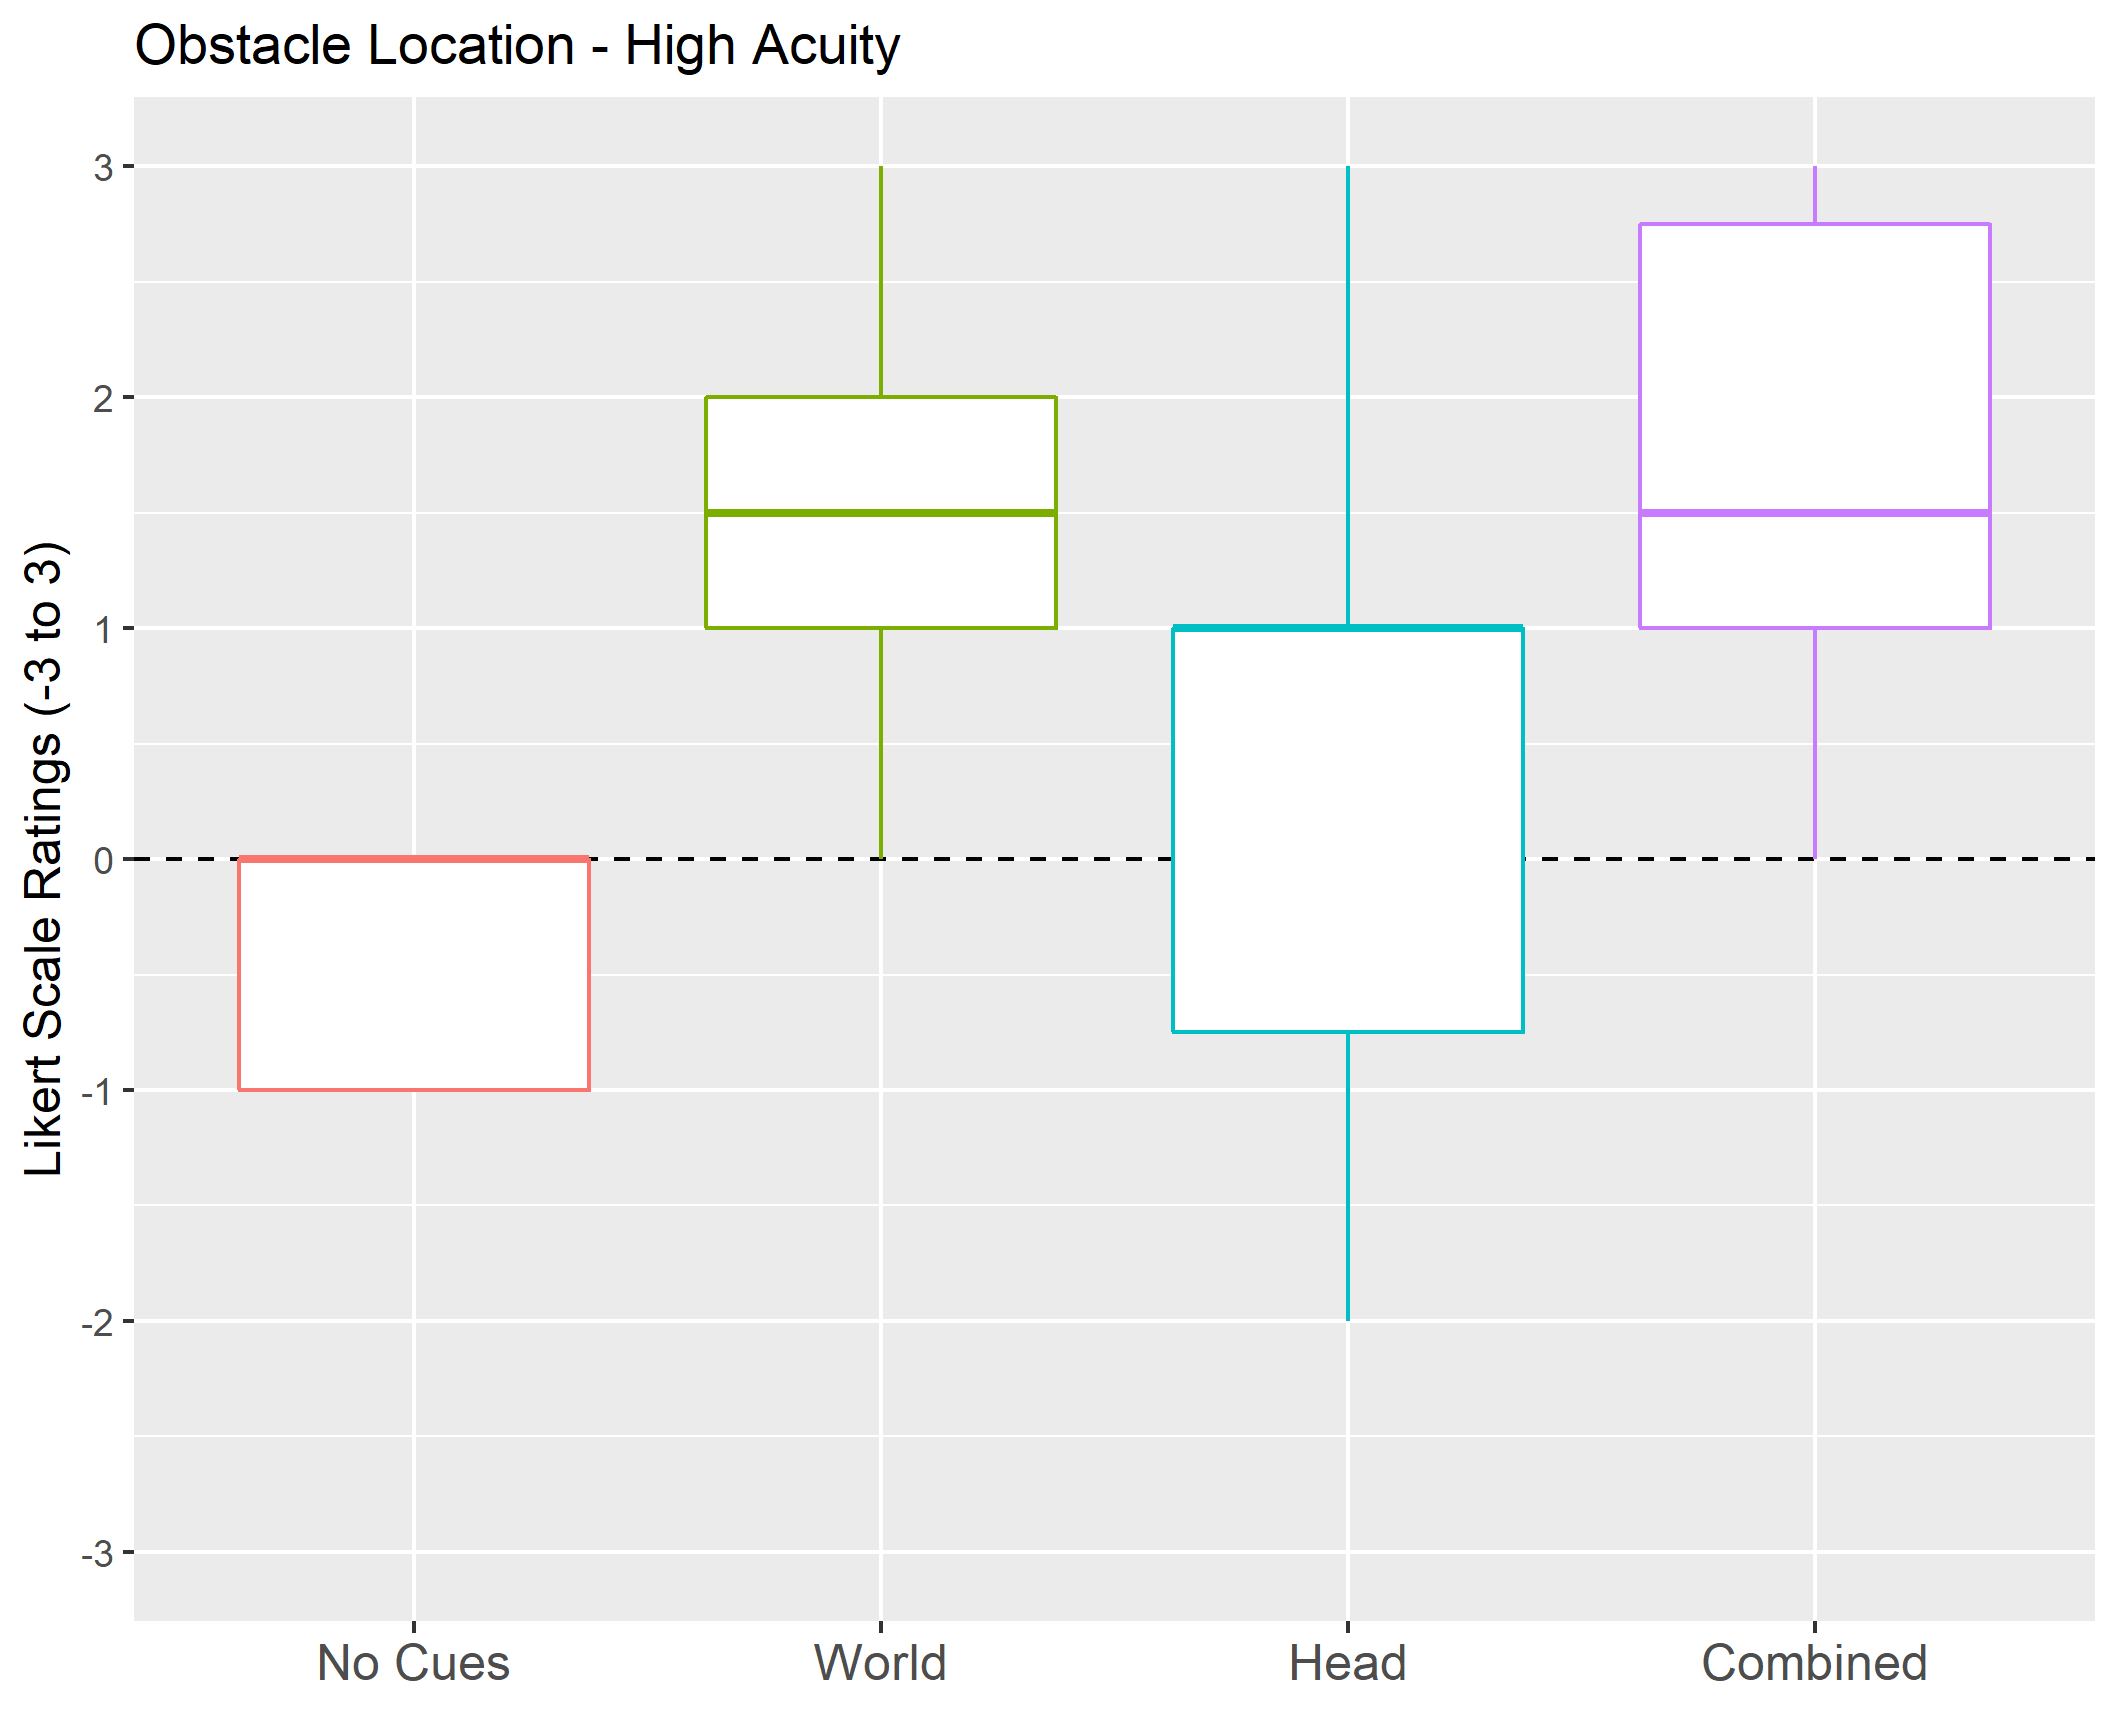 Obstacle Location - High Acuity
Likert Scale Ratings (-3 to 3)
3
2
1
0
-1
-2
-3
No Cues
World
Head
Combined